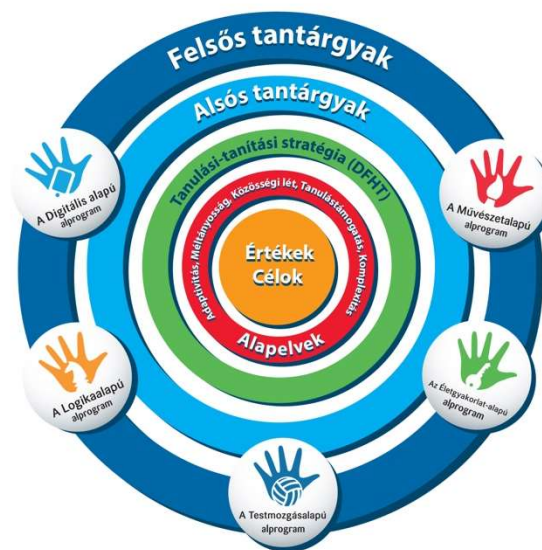 Felsős tantárgyak
Alsós tantárgyak
Tanulási-tanítási stratégia (DFHT)
Adaptivitás, Méltányosság, Közösségi lét, Tanulástámogatás, Komplexitás
Értékek
Célok
Alapelvek
A Digitális alapú
alprogram
A Művészetalapú
alprogram
A Logikaalapú
alprogram
Az Életgyakorlat-alapú
alprogram
A Testmozgásalapú
alprogram